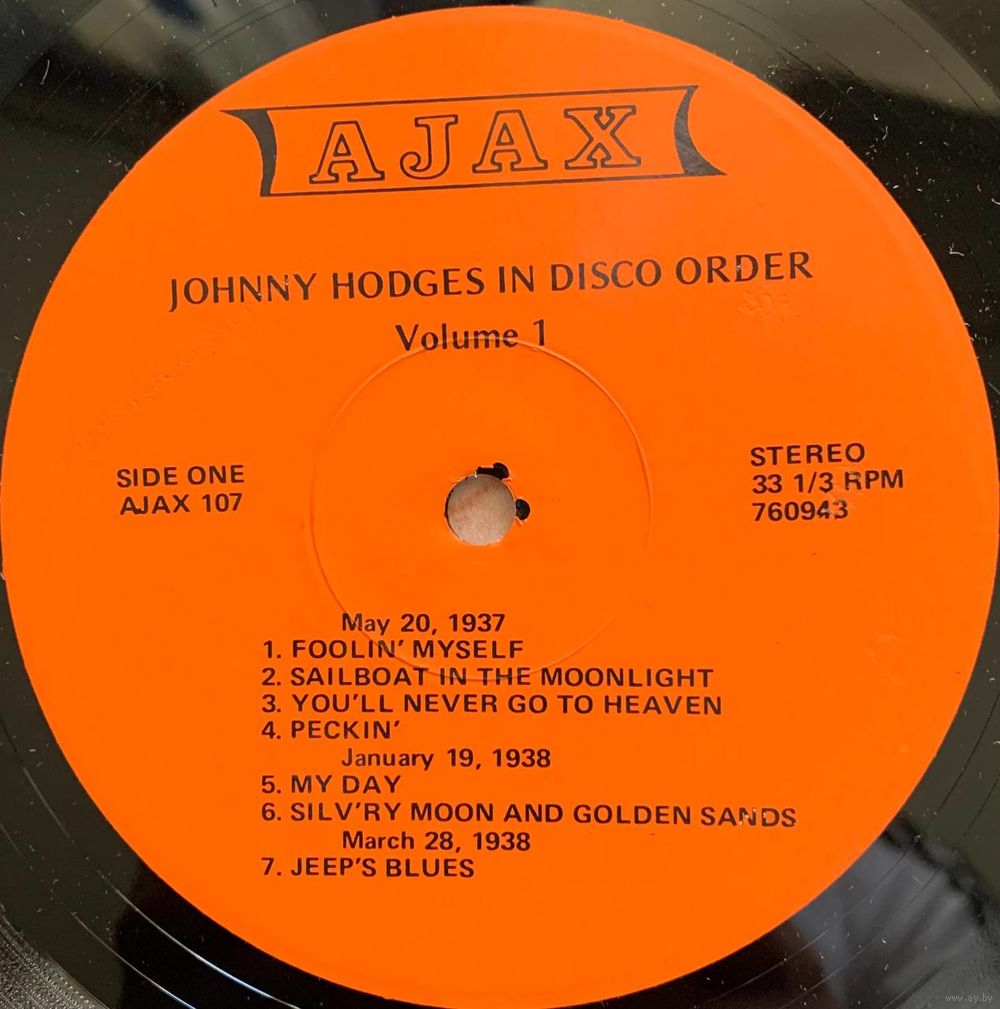 AJAX
JOHNNY HODGES IN DISCO ORDER
Volume 1
SIDE ONE
AJAX 107
STEREO
33 1/3 RPM
760943
May 20, 1937
1. FOOLIN' MYSELF
2. SAILBOAT IN THE MOONLIGHT
3. YOU'LL NEVER GO TO HEAVEN
4. PECKIN'
January 19, 1938
5. MY DAY
6. SILV'RY MOON AND GOLDEN SANDS
March 28, 1938
7. JEEP'S BLUES
www.ay.by